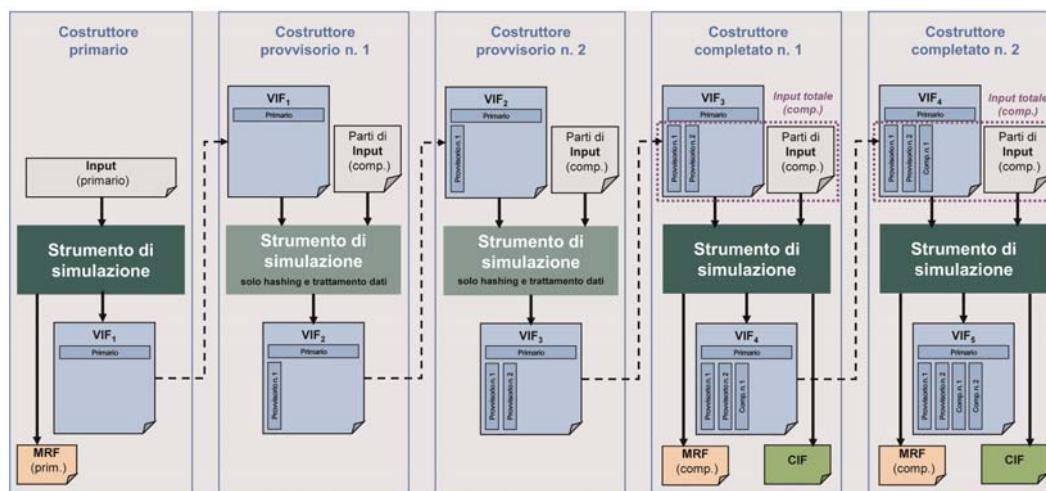 Costruttore
primario
Input
(primario)
Strumento di
simulazione
VIF1
Primario
MRF
(prim.)
Costruttore
provvisorio n. 1
VIF1
Primario
Parti di
Input
(comp.)
Strumento di
simulazione
solo hashing e trattamento dati
VIF2
Primario
Provvisorio n. 1
Costruttore
provvisorio n. 2
VIF2
Primario
Provvisorio n. 1
Parti di
Input
(comp.)
Strumento di
simulazione
solo hashing e trattamento dati
VIF3
Primario
Provvisorio n. 1
Provvisorio n. 2
Costruttore
completato n. 1
VIF3
Primario
Provvisorio n. 1
Provvisorio n. 2
Input totale
(comp.)
Parti di
Input
(comp.)
Strumento di
simulazione
VIF4
Primario
Provvisorio n. 1
Provvisorio n. 2
Comp. n. 1
MRF
(comp.)
CIF
Costruttore
completato n. 2
VIF4
Primario
Provvisorio n. 1
Provvisorio n. 2
Comp. n. 1
Input totale
(comp.)
Parti di
Input
(comp.)
Strumento di
simulazione
VIF5
Primario
Provvisorio n. 1
Provvisorio n. 2
Comp. n. 1
Comp. n. 2
MRF
(comp.)
CIF